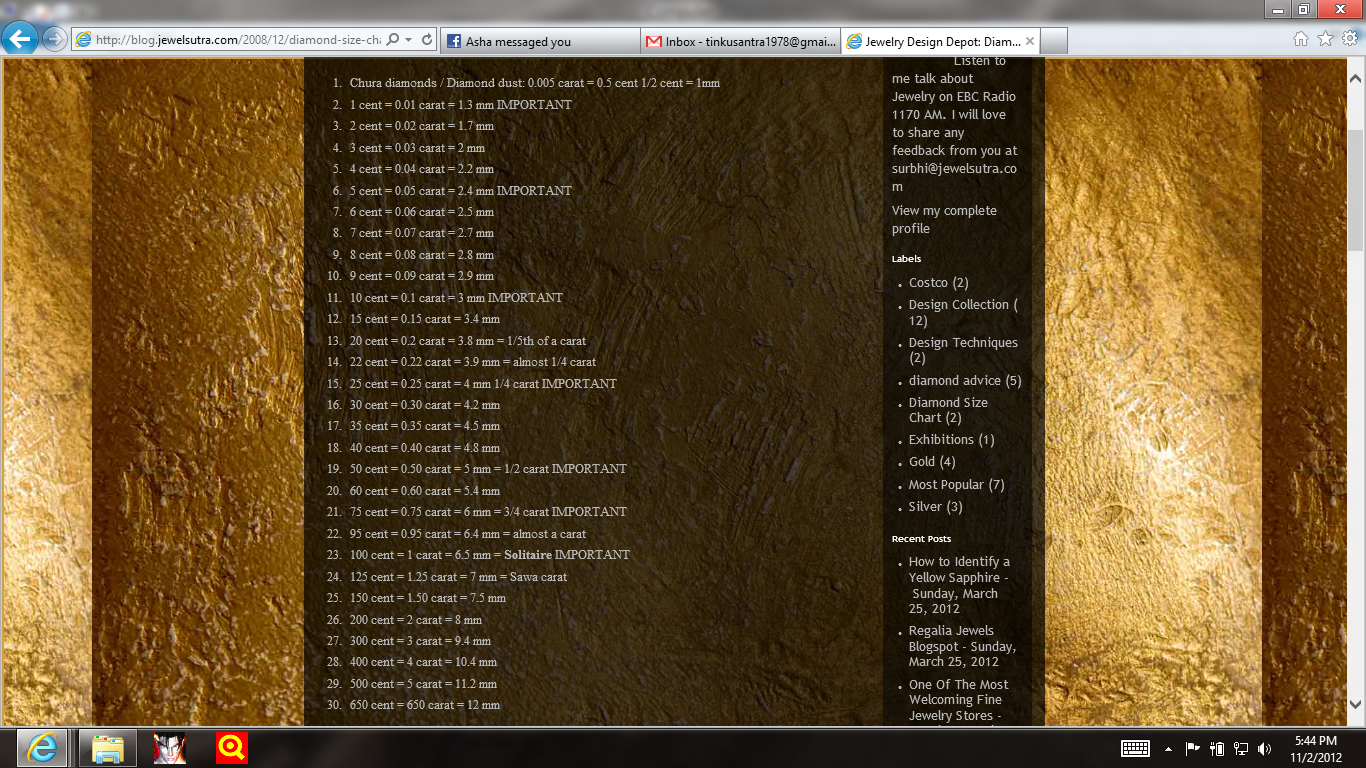 http://blog.jewelsutra.com/2008/12/diamond-size-cha
Asha messaged you
Inbox - tinkusantra1978@gmai...
Jewelry Design Depot: Diam...
1. Chura diamonds / Diamond dust: 0.005 carat = 0.5 cent 1/2 cent = 1mm
2. 1 cent = 0.01 carat = 1.3 mm IMPORTANT
3. 2 cent = 0.02 carat = 1.7 mm
4. 3 cent = 0.03 carat = 2 mm
5. 4 cent = 0.04 carat = 2.2 mm
6. 5 cent = 0.05 carat = 2.4 mm IMPORTANT
7. 6 cent = 0.06 carat = 2.5 mm
8. 7 cent = 0.07 carat = 2.7 mm
9. 8 cent = 0.08 carat = 2.8 mm
10. 9 cent = 0.09 carat = 2.9 mm
11. 10 cent = 0.1 carat = 3 mm IMPORTANT
12. 15 cent = 0.15 carat = 3.4 mm
13. 20 cent = 0.2 carat = 3.8 mm = 1/5th of a carat
14. 22 cent = 0.22 carat = 3.9 mm = almost 1/4 carat
15. 25 cent = 0.25 carat = 4 mm 1/4 carat IMPORTANT
16. 30 cent = 0.30 carat = 4.2 mm
17. 35 cent = 0.35 carat = 4.5 mm
18. 40 cent = 0.40 carat = 4.8 mm
19. 50 cent = 0.50 carat = 5 mm = 1/2 carat IMPORTANT
20. 60 cent = 0.60 carat = 5.4 mm
21. 75 cent = 0.75 carat = 6 mm = 3/4 carat IMPORTANT
22. 95 cent = 0.95 carat = 6.4 mm = almost a carat
23. 100 cent = 1 carat = 6.5 mm = Solitaire IMPORTANT
24. 125 cent = 1.25 carat = 7 mm = Sawa carat
25. 150 cent = 1.50 carat = 7.5 mm
26. 200 cent = 2 carat = 8 mm
27. 300 cent = 3 carat = 9.4 mm
28. 400 cent = 4 carat = 10.4 mm
29. 500 cent = 5 carat = 11.2 mm
30. 650 cent = 650 carat = 12 mm
Listen to
me talk about
Jewelry on EBC Radio
1170 AM. I will love
to share any
feedback from you at
surbhi@jewelsutra.co
m
View my complete
profile
Labels
Costco (2)
Design Collection (
12)
Design Techniques
(2)
diamond advice (5)
Diamond Size
Chart (2)
Exhibitions (1)
Gold (4)
Most Popular (7)
Silver (3)
Recent Posts
How to Identify a
Yellow Sapphire -
Sunday, March
25, 2012
Regalia Jewels
Blogspot - Sunday,
March 25, 2012
One Of The Most
Welcoming Fine
Jewelry Stores -
5:44 PM
11/2/2012